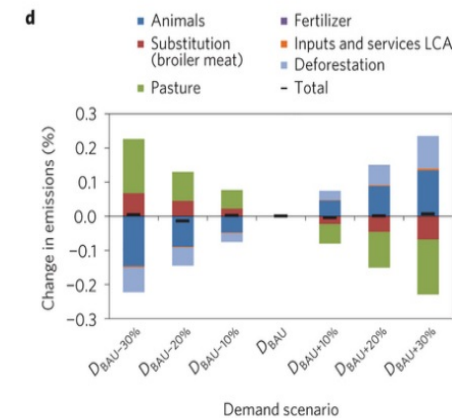 d
Animals
Substitution
(broiler meat)
Pasture
Fertilizer
Inputs and services LCA
Deforestation
Total
Change in emissions (%)
0.3
0.2
0.1
0.0
−0.1
−0.2
−0.3
DBAU−30%
DBAU−20%
DBAU−10%
DBAU
DBAU+10%
DBAU+20%
DBAU+30%
Demand scenario